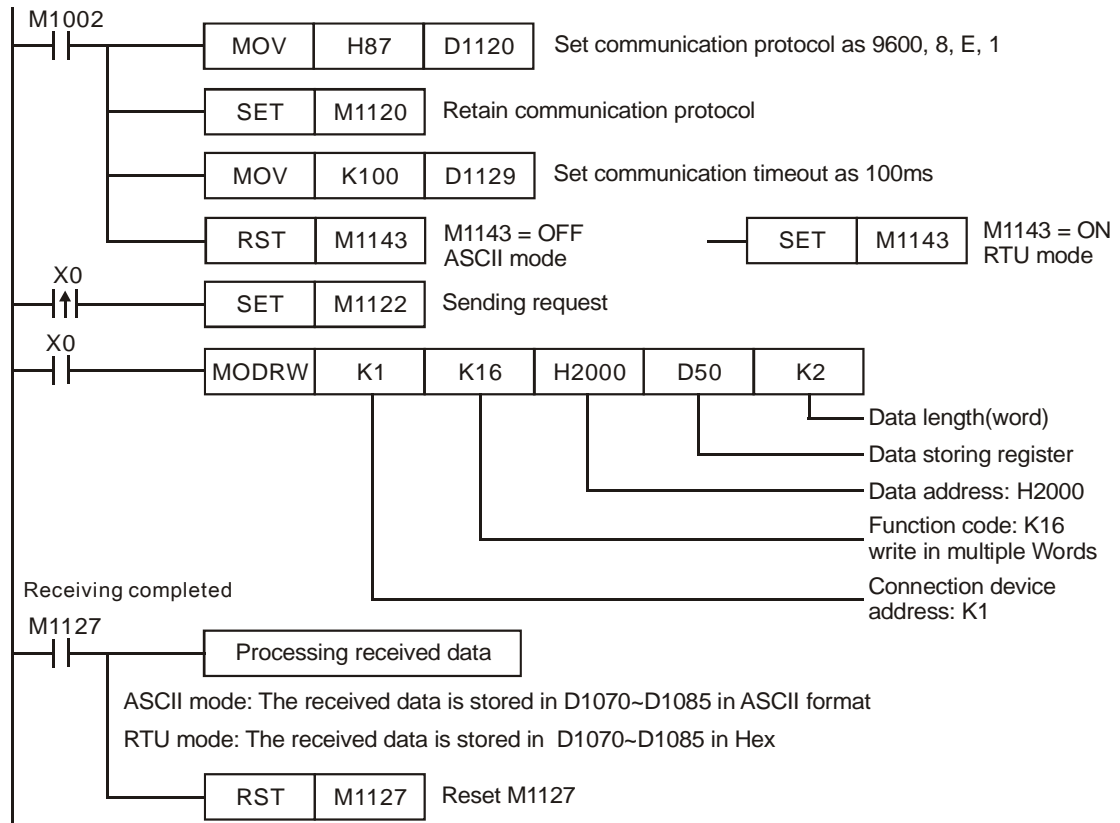 M1002
MOV H87 D1120 Set communication protocol as 9600, 8, E, 1
SET M1120 Retain communication protocol
MOV K100 D1129 Set communication timeout as 100ms
RST M1143 M1143 = OFF
ASCII mode
SET M1143 M1143 = ON
RTU mode
X0
SET M1122 Sending request
X0
MODRW K1 K16 H2000 D50 K2
Data length(word)
Data storing register
Data address: H2000
Function code: K16
write in multiple Words
Connection device
address: K1
Receiving completed
M1127
Processing received data
ASCII mode: The received data is stored in D1070~D1085 in ASCII format
RTU mode: The received data is stored in D1070~D1085 in Hex
RST M1127 Reset M1127